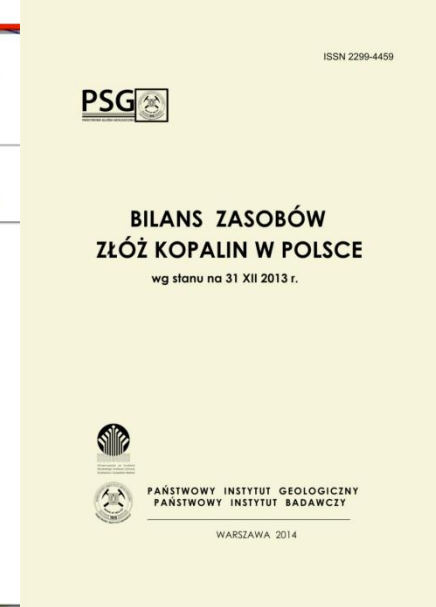 ISSN 2299-4459
PSG
BILANS ZASOBÓW
ZŁÓŻ KOPALIN W POLSCE
wg stanu na 31 XII 2013 r.
PAŃSTWOWY INSTYTUT GEOLOGICZNY
PAŃSTWOWY INSTYTUT BADAWCZY
WARSZAWA 2014